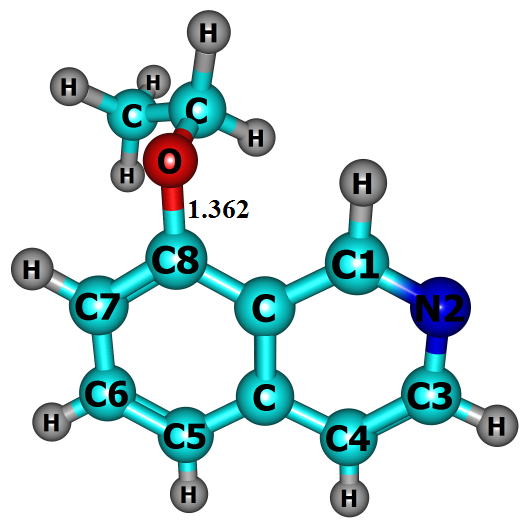 H
H H
C C
H
O
H H
1.362
C8 C1
H
C7 C N2
C6 C C3
H C5 C4 H
H H